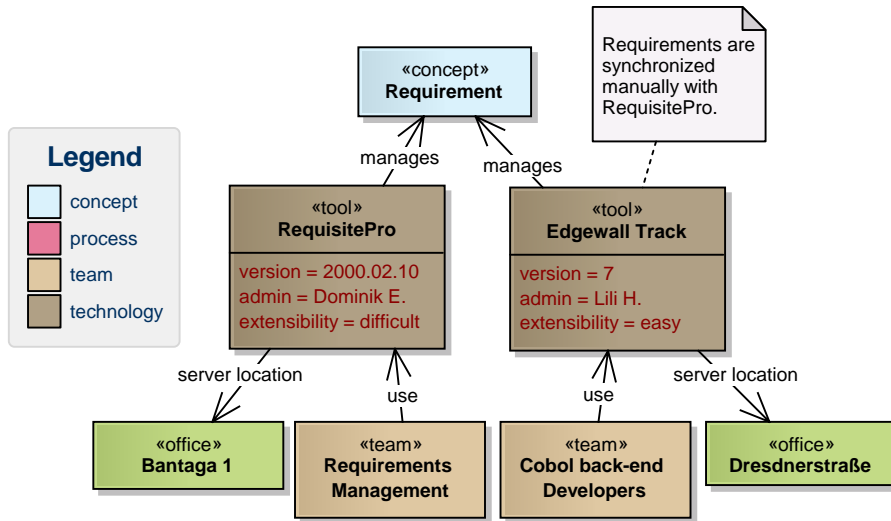 Requirements are
synchronized
manually with
RequisitePro.
«concept»
Requirement
Legend
concept
process
team
technology
manages
manages
«tool»
RequisitePro
version = 2000.02.10
admin = Dominik E.
extensibility = difficult
«tool»
Edgewall Track
version = 7
admin = Lili H.
extensibility = easy
server location
use
use
server location
«office»
Bantaga 1
«team»
Requirements
Management
«team»
Cobol back-end
Developers
«office»
Dresdnerstraße